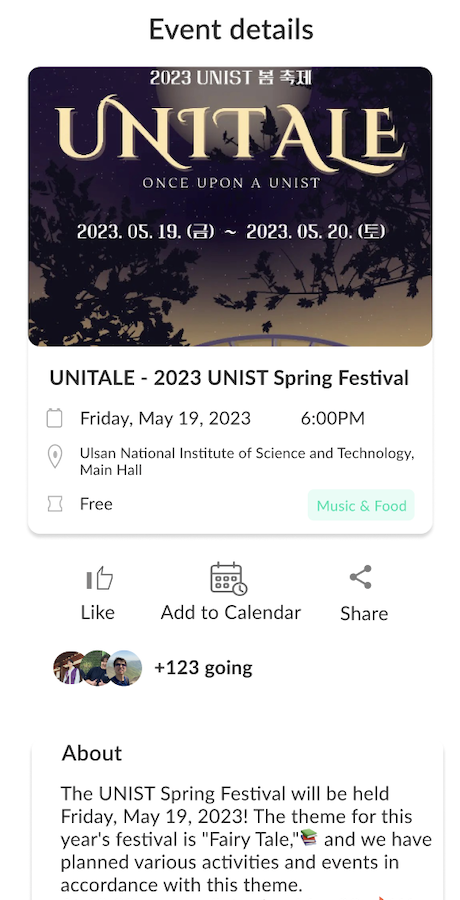 Event details
2023 UNIST 봄 축제
UNITALE
ONCE UPON A UNIST
2023. 05. 19. (금) ~ 2023. 05. 20. (토)
UNITALE - 2023 UNIST Spring Festival
Friday, May 19, 2023 6:00PM
Ulsan National Institute of Science and Technology,
Main Hall
Free
Music & Food
Like Add to Calendar Share
+123 going
About
The UNIST Spring Festival will be held
Friday, May 19, 2023! The theme for this
year's festival is "Fairy Tale,"📚 and we have
planned various activities and events in
accordance with this theme.